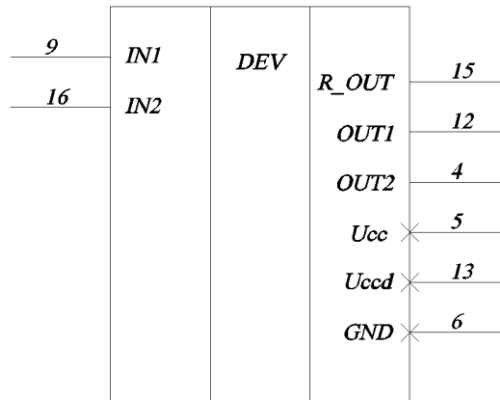 9 IN1 DEV
R_OUT 15
16 IN2
OUT1 12
OUT2 4
Ucc 5
Uccd 13
GND 6